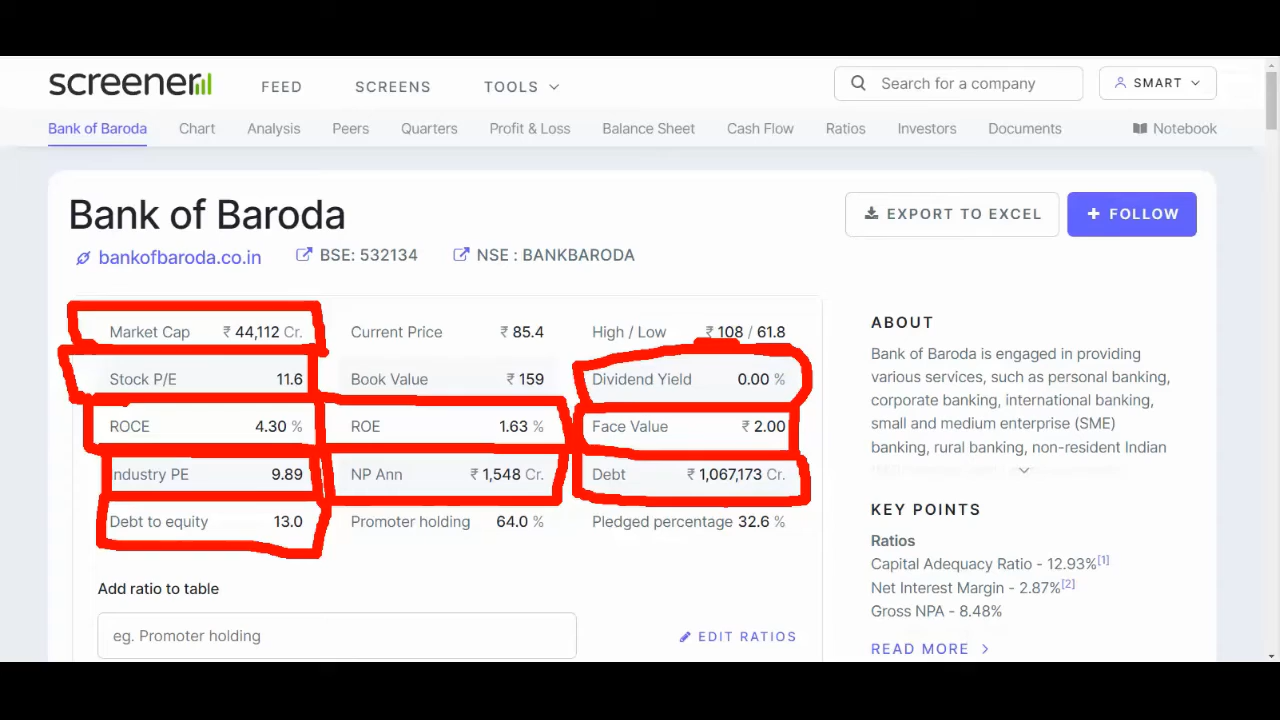 screener FEED SCREENS TOOLS Search for a company SMART
Bank of Baroda Chart Analysis Peers Quarters Profit & Loss Balance Sheet Cash Flow Ratios Investors Documents Notebook
Bank of Baroda
EXPORT TO EXCEL + FOLLOW
bankofbaroda.co.in BSE: 532134 NSE : BANKBARODA
Market Cap ₹ 44,112 Cr. Current Price ₹ 85.4 High / Low ₹ 108 / 61.8
Stock P/E 11.6 Book Value ₹ 159 Dividend Yield 0.00 %
ROCE 4.30 % ROE 1.63 % Face Value ₹ 2.00
Industry PE 9.89 NP Ann ₹ 1,548 Cr. Debt ₹ 1,067,173 Cr.
Debt to equity 13.0 Promoter holding 64.0 % Pledged percentage 32.6 %
Add ratio to table
eg. Promoter holding
EDIT RATIOS
ABOUT
Bank of Baroda is engaged in providing
various services, such as personal banking,
corporate banking, international banking,
small and medium enterprise (SME)
banking, rural banking, non-resident Indian
KEY POINTS
Ratios
Capital Adequacy Ratio - 12.93%[1]
Net Interest Margin - 2.87%[2]
Gross NPA - 8.48%
READ MORE